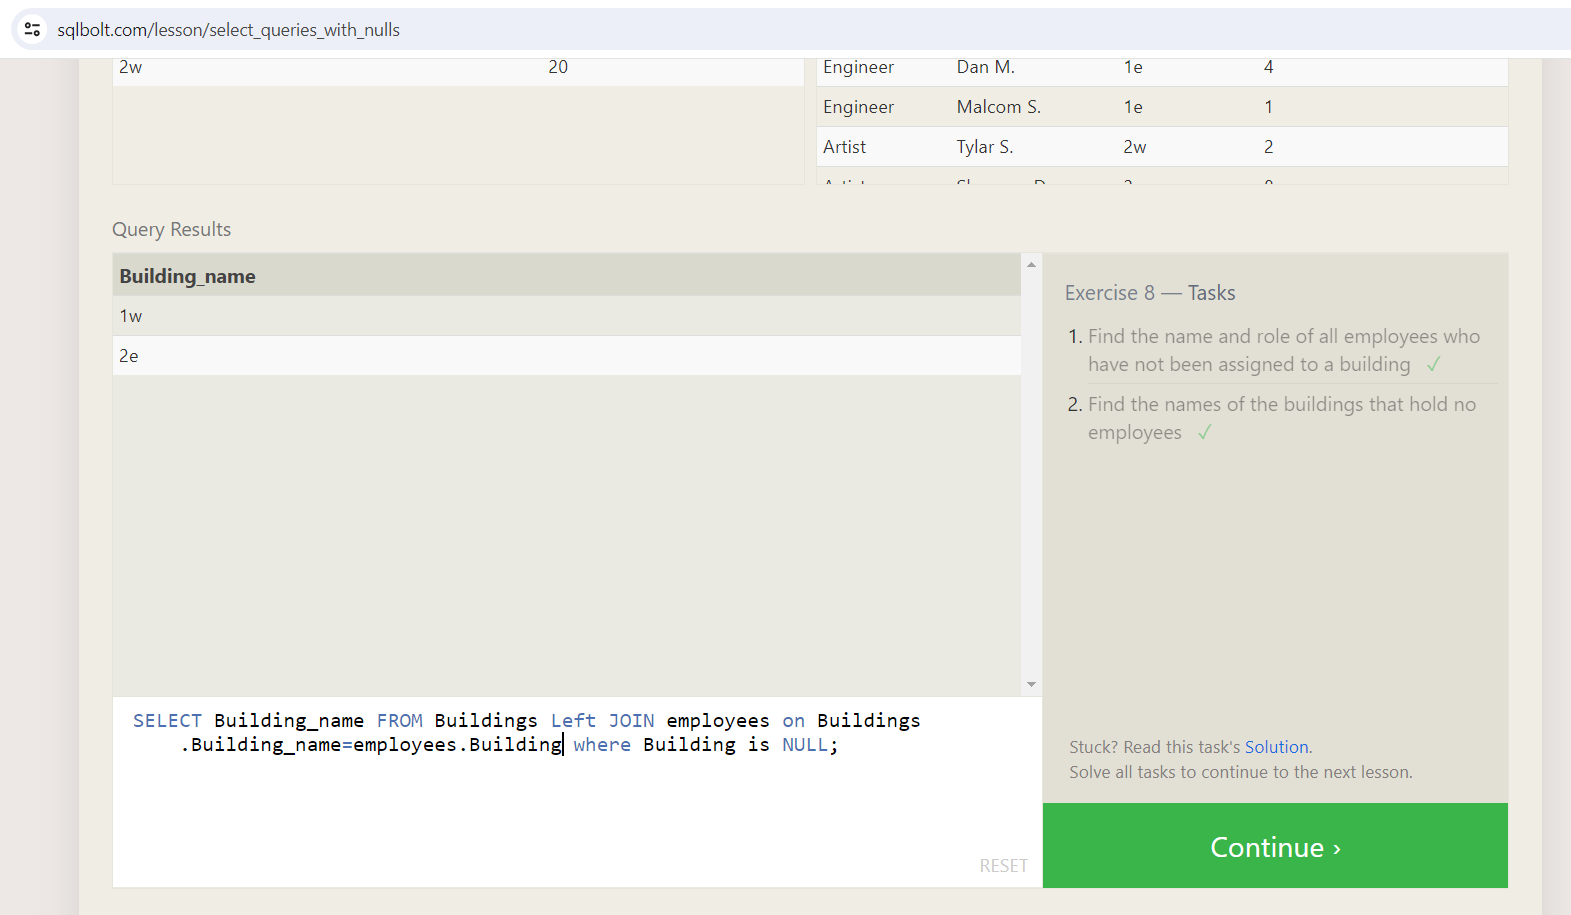 sqlbolt.com/lesson/select_queries_with_nulls
2w 20
Engineer Dan M. 1e 4
Engineer Malcom S. 1e 1
Artist Tylar S. 2w 2
Query Results
Building_name
1w
2e
Exercise 8 — Tasks
1. Find the name and role of all employees who
have not been assigned to a building ✓
2. Find the names of the buildings that hold no
employees ✓
SELECT Building_name FROM Buildings Left JOIN employees on Buildings
.Building_name=employees.Building where Building is NULL;
RESET
Stuck? Read this task's Solution.
Solve all tasks to continue to the next lesson.
Continue ›